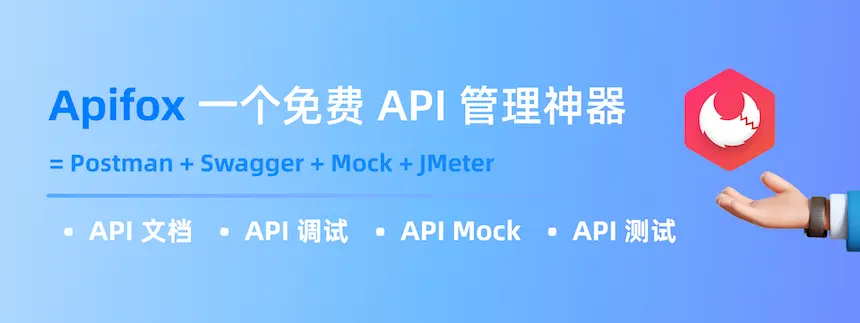 Apifox 一个免费 API 管理神器
= Postman + Swagger + Mock + JMeter
• API 文档 • API 调试 • API Mock • API 测试